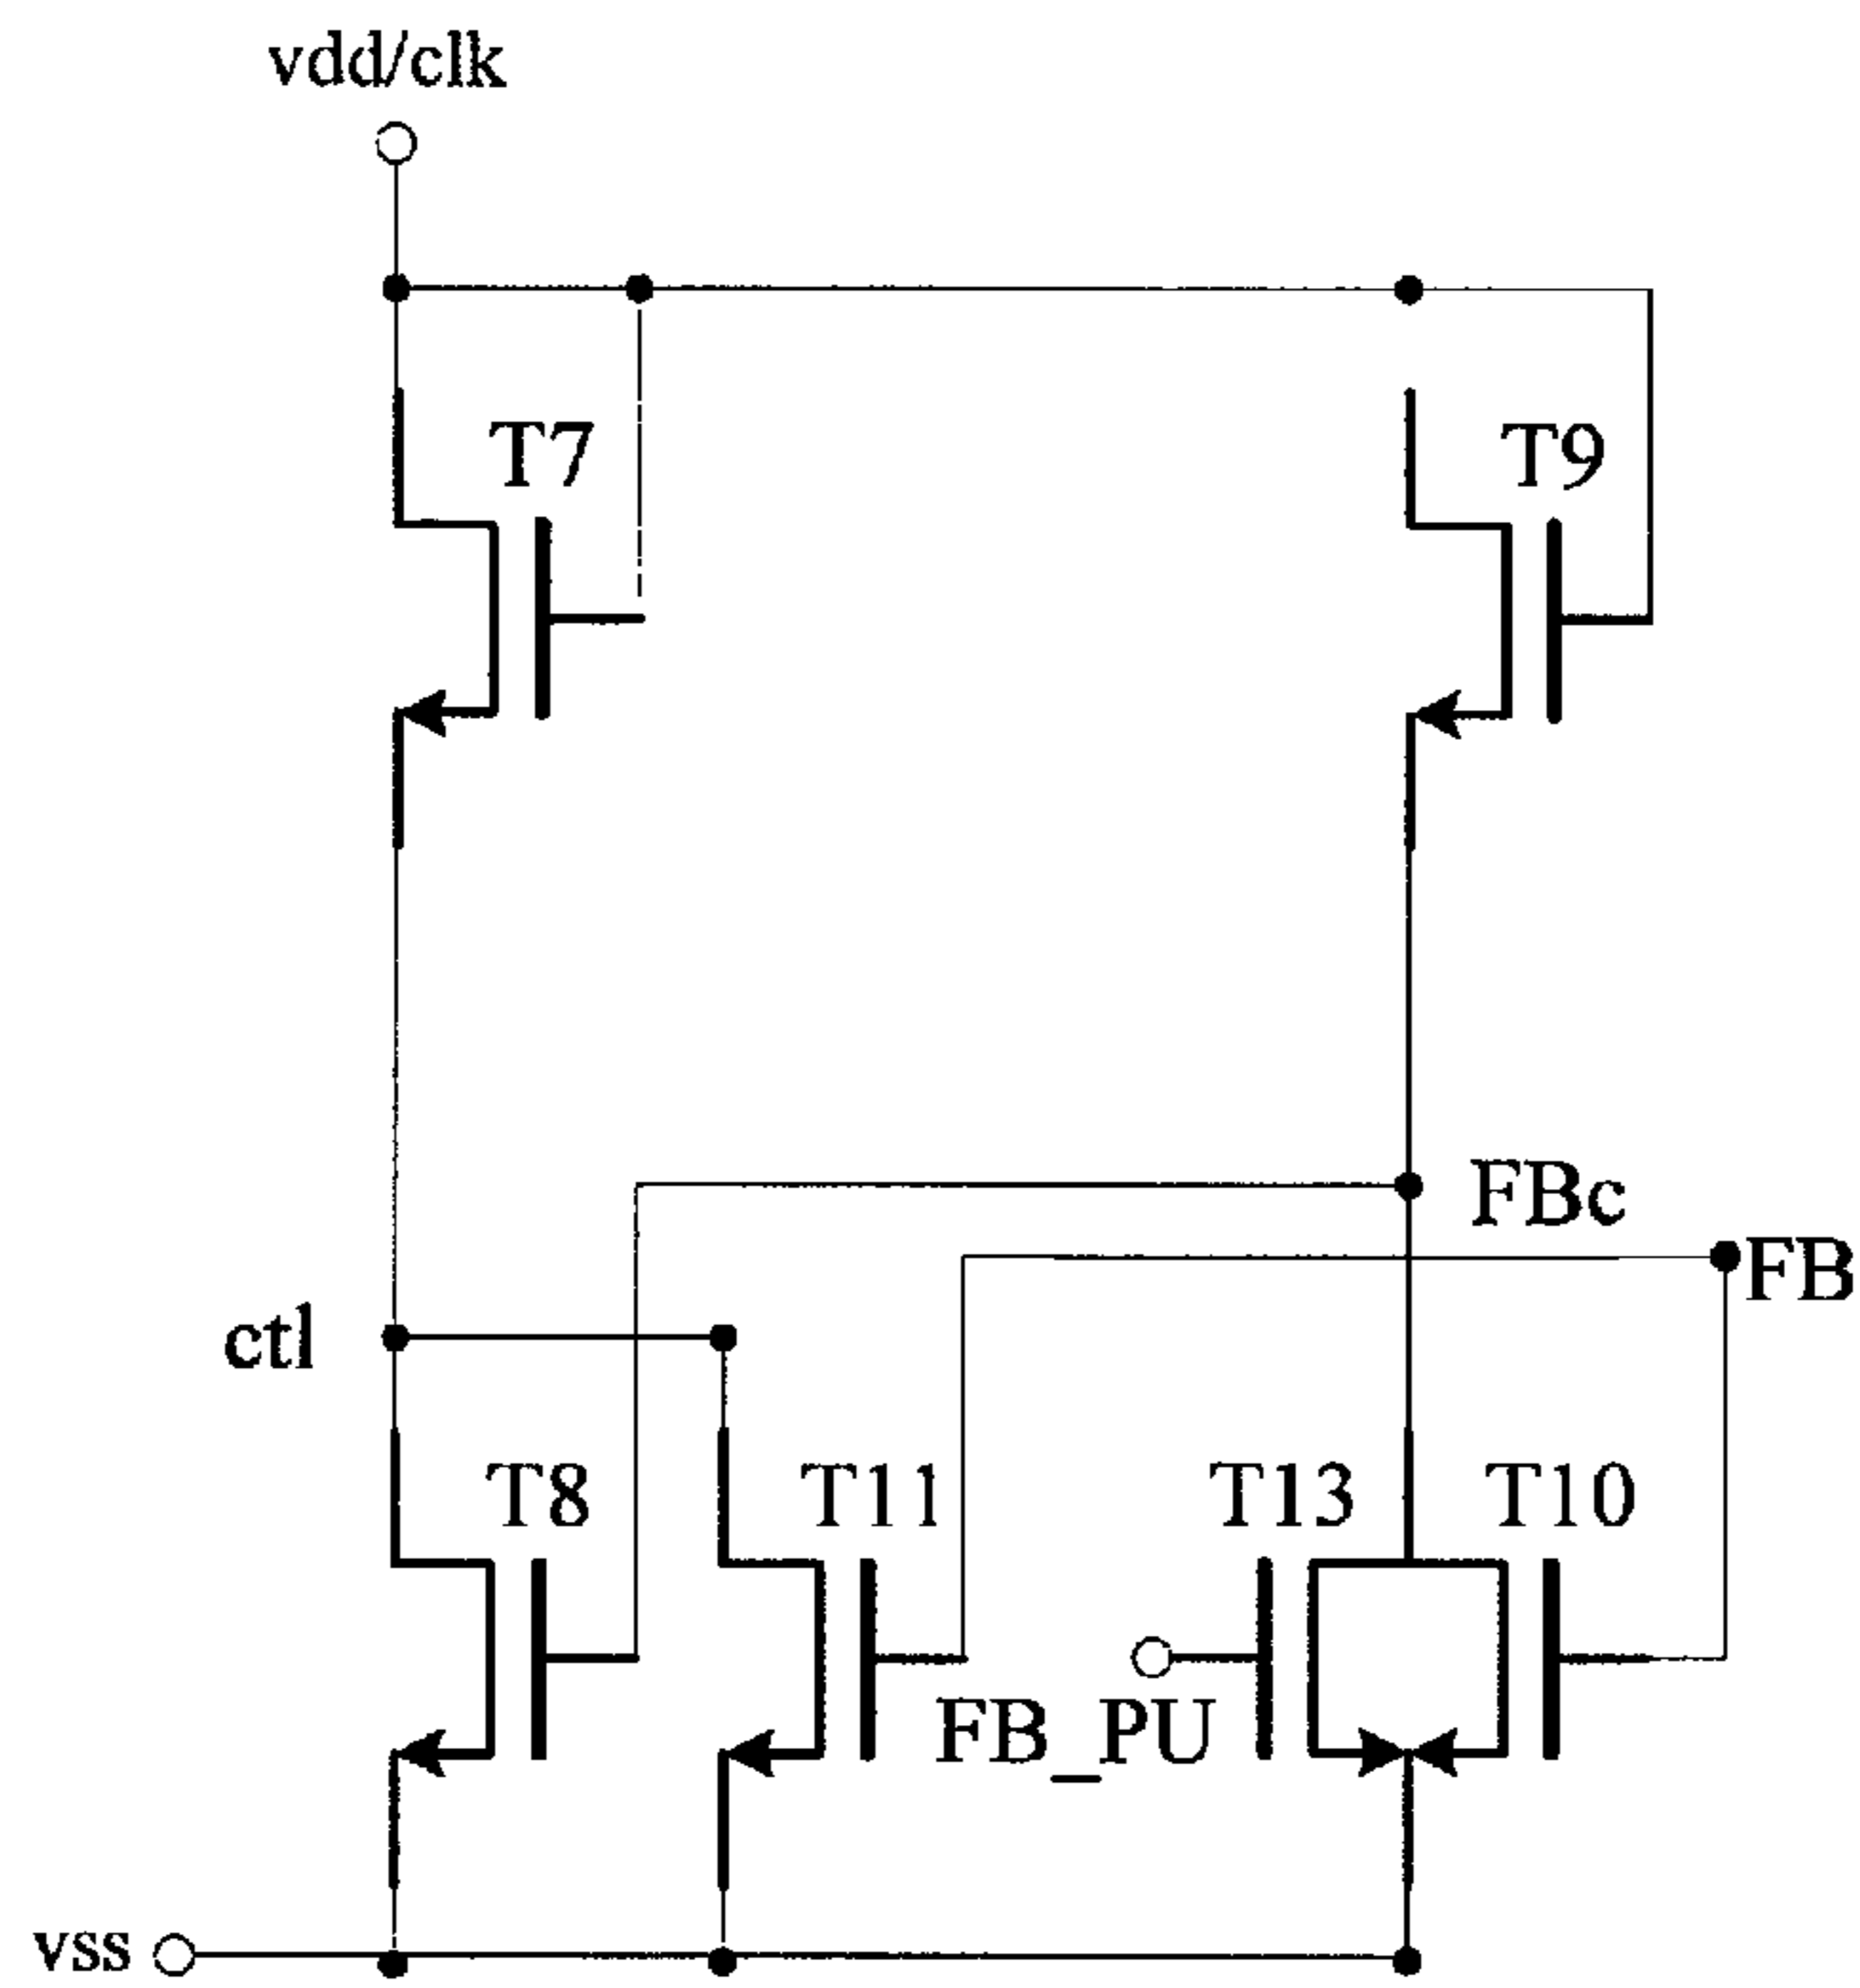 vdd/clk
T7
T9
FBc
FB
ctl
T8
T11
T13
T10
FB_PU
vss